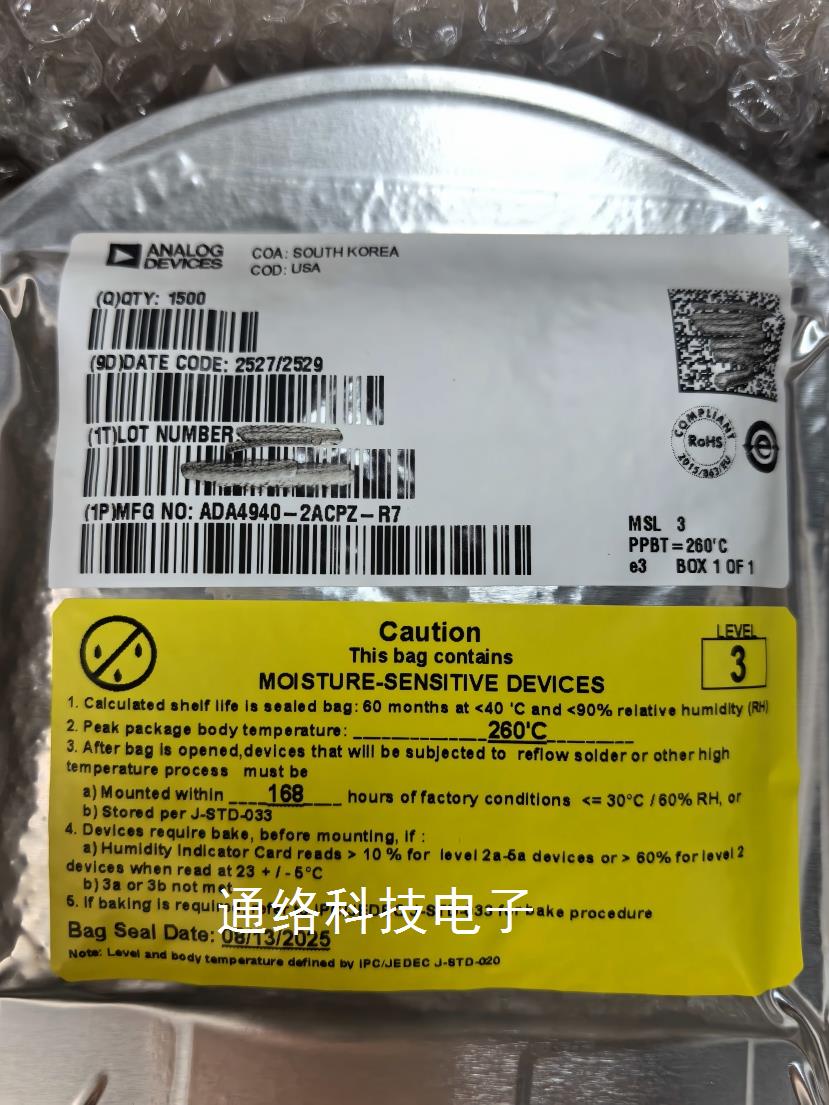 ANALOG
DEVICES
COA: SOUTH KOREA
COD: USA
(Q)QTY: 1500
(9D)DATE CODE: 2527/2529
(1T)LOT NUMBER:
(1P)MFG NO: ADA4940-2ACPZ-R7
COMPLIANT
RoHS
2015/863/EU
e
MSL 3
PPBT=260'C
e3 BOX 1 OF 1
Caution
This bag contains
MOISTURE-SENSITIVE DEVICES
LEVEL
3
1. Calculated shelf life is sealed bag: 60 months at <40 'C and <90% relative humidity (RH)
2. Peak package body temperature: 260'C
3. After bag is opened,devices that will be subjected to reflow solder or other high
temperature process must be
a) Mounted within 168 hours of factory conditions <= 30°C / 60% RH, or
b) Stored per J-STD-033
4. Devices require bake, before mounting, if :
a) Humidity Indicator Card reads > 10 % for level 2a-5a devices or > 60% for level 2
devices when read at 23 + / - 5°C
b) 3a or 3b not met
5. If baking is for bake procedure
通络科技电子
Bag Seal Date: 08/13/2025
Note: Level and body temperature defined by IPC/JEDEC J-STD-020